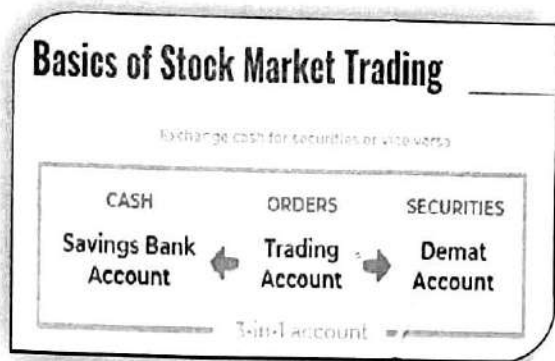 Basics of Stock Market Trading
Exchange cash for securities or vice versa
CASH ORDERS SECURITIES
Savings Bank Trading Demat
Account Account Account
3-in-1 account